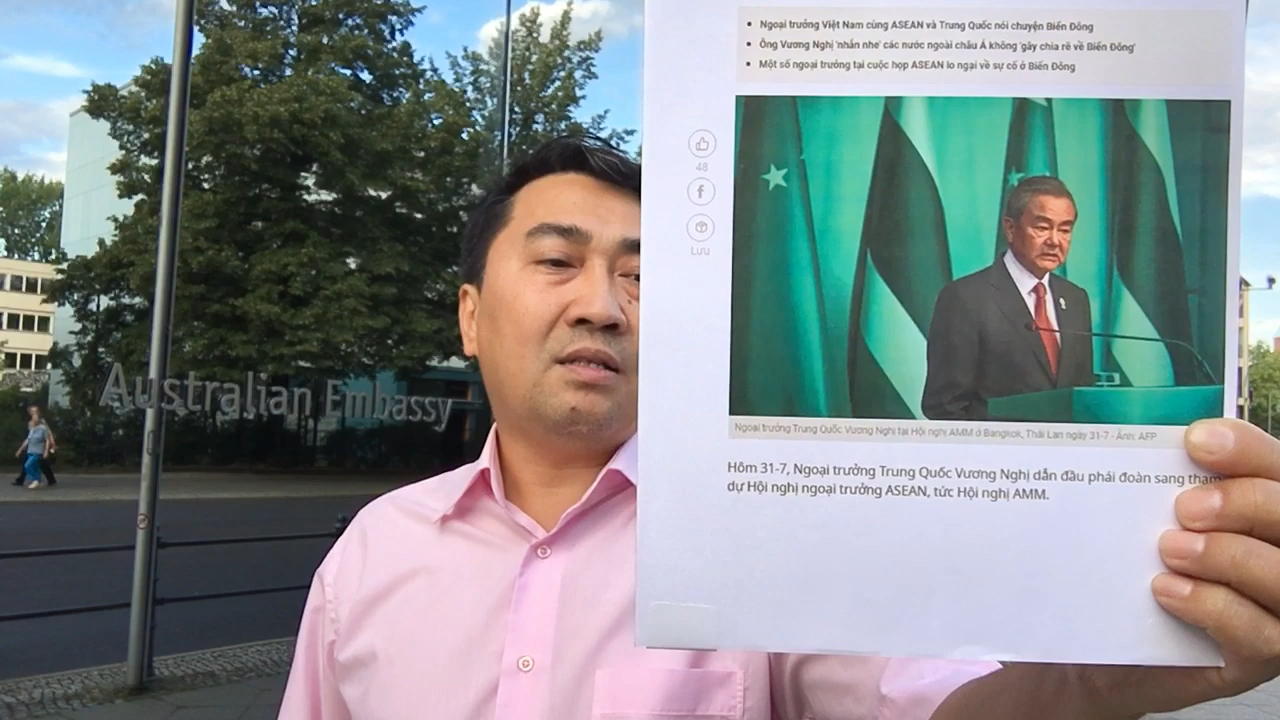 Ngoại trưởng Việt Nam cùng ASEAN và Trung Quốc nói chuyện Biển Đông
Ông Vương Nghị 'nhắn nhe' các nước ngoài châu Á không 'gây chia rẽ về Biển Đông'
Một số ngoại trưởng tại cuộc họp ASEAN lo ngại về sự cố ở Biển Đông
48
f
Lưu
Ngoại trưởng Trung Quốc Vương Nghị tại Hội nghị AMM ở Bangkok, Thái Lan ngày 31-7 - Ảnh: AFP
Hôm 31-7, Ngoại trưởng Trung Quốc Vương Nghị dẫn đầu phái đoàn sang tham
dự Hội nghị ngoại trưởng ASEAN, tức Hội nghị AMM.
Australian Embassy